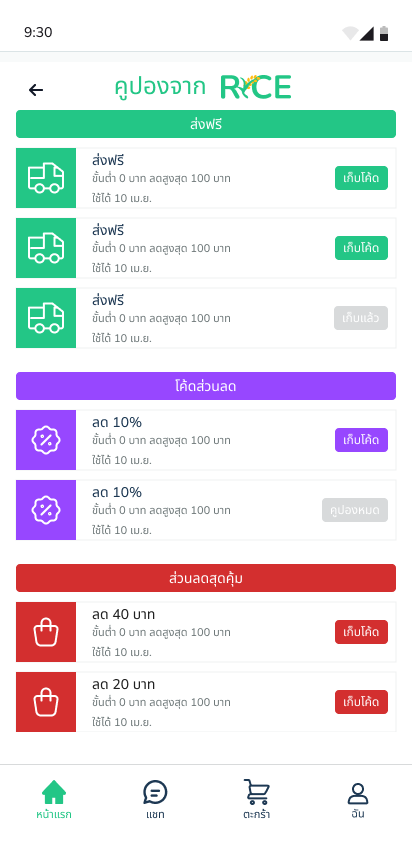 9:30
คูปองจาก RICE
ส่งฟรี
ส่งฟรี
ขั้นต่ำ 0 บาท ลดสูงสุด 100 บาท
ใช้ได้ 10 เม.ย.
เก็บโค้ด
ส่งฟรี
ขั้นต่ำ 0 บาท ลดสูงสุด 100 บาท
ใช้ได้ 10 เม.ย.
เก็บโค้ด
ส่งฟรี
ขั้นต่ำ 0 บาท ลดสูงสุด 100 บาท
ใช้ได้ 10 เม.ย.
เก็บแล้ว
โค้ดส่วนลด
ลด 10%
ขั้นต่ำ 0 บาท ลดสูงสุด 100 บาท
ใช้ได้ 10 เม.ย.
เก็บโค้ด
ลด 10%
ขั้นต่ำ 0 บาท ลดสูงสุด 100 บาท
ใช้ได้ 10 เม.ย.
คูปองหมด
ส่วนลดสุดคุ้ม
ลด 40 บาท
ขั้นต่ำ 0 บาท ลดสูงสุด 100 บาท
ใช้ได้ 10 เม.ย.
เก็บโค้ด
ลด 20 บาท
ขั้นต่ำ 0 บาท ลดสูงสุด 100 บาท
ใช้ได้ 10 เม.ย.
เก็บโค้ด
หน้าแรก
แชท
ตะกร้า
ฉัน